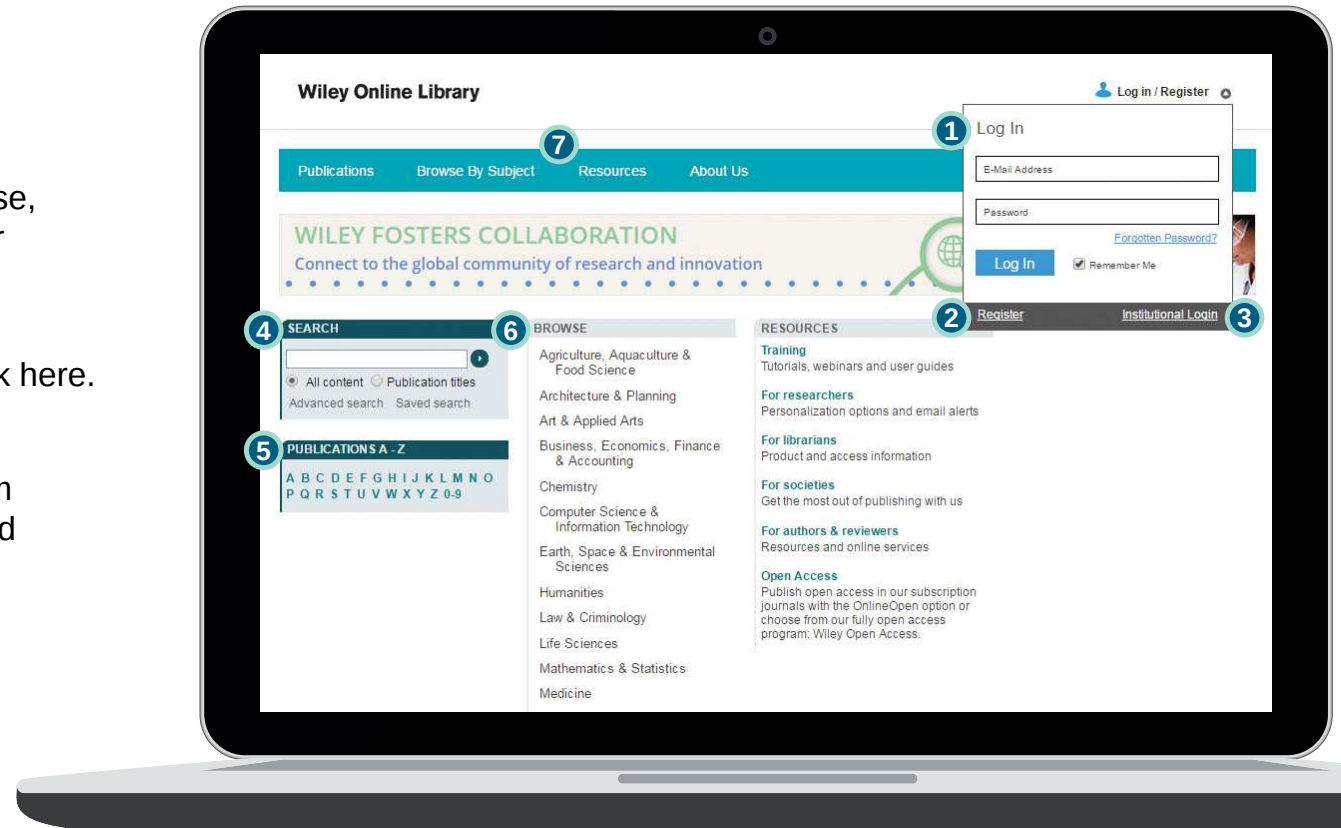 se,
r
k here.
n
d
Wiley Online Library
Log in / Register
1
Log In
E-Mail Address
Password
Forgotten Password?
Log In
Remember Me
2
Register
Institutional Login
3
7
Publications
Browse By Subject
Resources
About Us
WILEY FOSTERS COLLABORATION
Connect to the global community of research and innovation
4
SEARCH
All content
Publication titles
Advanced search
Saved search
5
PUBLICATIONS A - Z
A B C D E F G H I J K L M N O
P Q R S T U V W X Y Z 0-9
6
BROWSE
Agriculture, Aquaculture &
Food Science
Architecture & Planning
Art & Applied Arts
Business, Economics, Finance
& Accounting
Chemistry
Computer Science &
Information Technology
Earth, Space & Environmental
Sciences
Humanities
Law & Criminology
Life Sciences
Mathematics & Statistics
Medicine
RESOURCES
Training
Tutorials, webinars and user guides
For researchers
Personalization options and email alerts
For librarians
Product and access information
For societies
Get the most out of publishing with us
For authors & reviewers
Resources and online services
Open Access
Publish open access in our subscription
journals with the OnlineOpen option or
choose from our fully open access
program: Wiley Open Access.